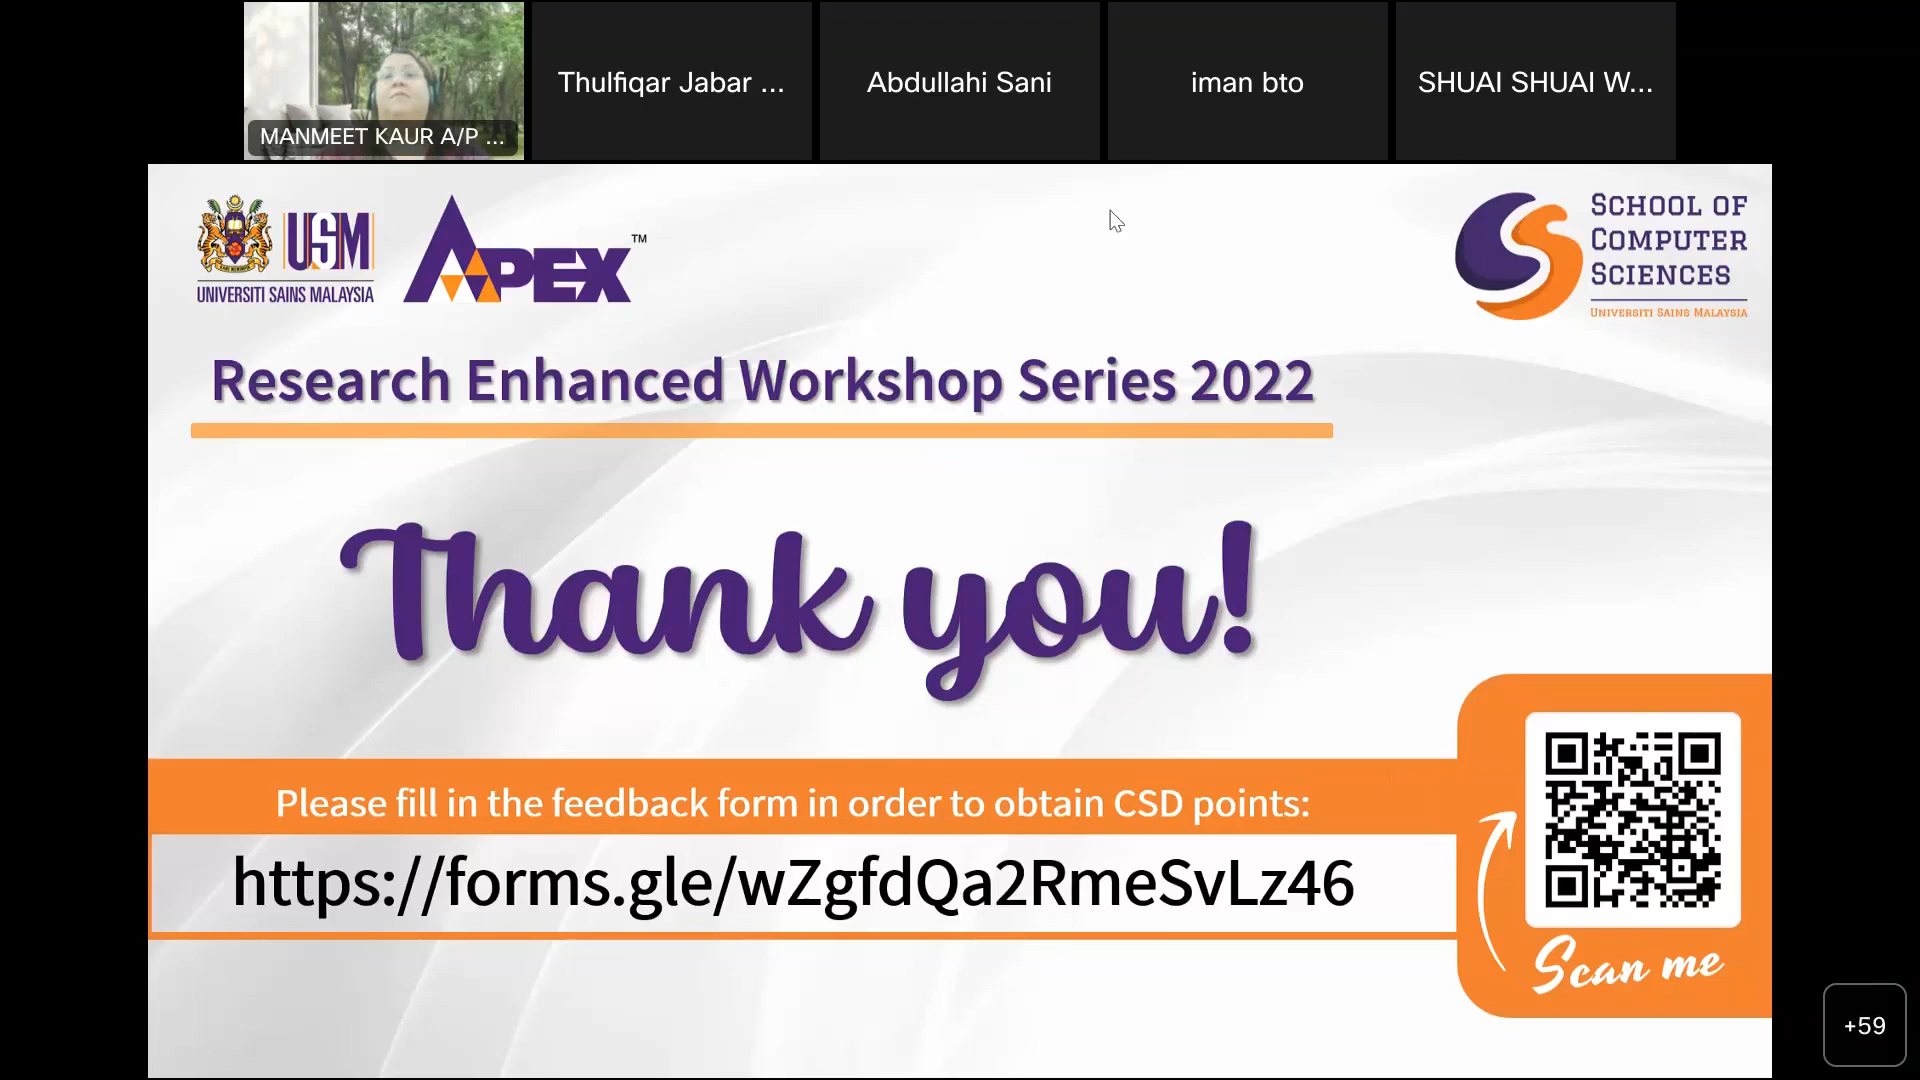 MANMEET KAUR A/P ...
Thulfiqar Jabar ...
Abdullahi Sani
iman bto
SHUAI SHUAI W...
USM
UNIVERSITI SAINS MALAYSIA
APEX™
SCHOOL OF
COMPUTER
SCIENCES
UNIVERSITI SAINS MALAYSIA
Research Enhanced Workshop Series 2022
Thank you!
Please fill in the feedback form in order to obtain CSD points:
https://forms.gle/wZgfdQa2RmeSvLz46
Scan me
+59